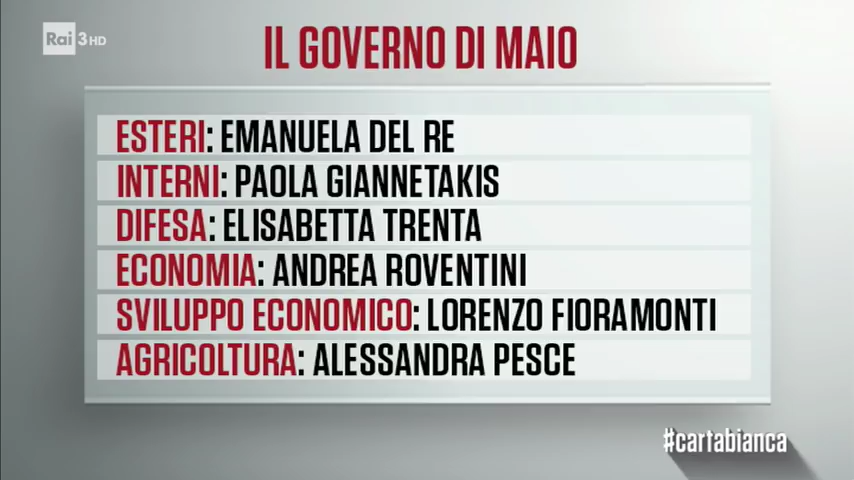 Rai 3HD
IL GOVERNO DI MAIO
ESTERI: EMANUELA DEL RE
INTERNI: PAOLA GIANNETAKIS
DIFESA: ELISABETTA TRENTA
ECONOMIA: ANDREA ROVENTINI
SVILUPPO ECONOMICO: LORENZO FIORAMONTI
AGRICOLTURA: ALESSANDRA PESCE
#cartabianca